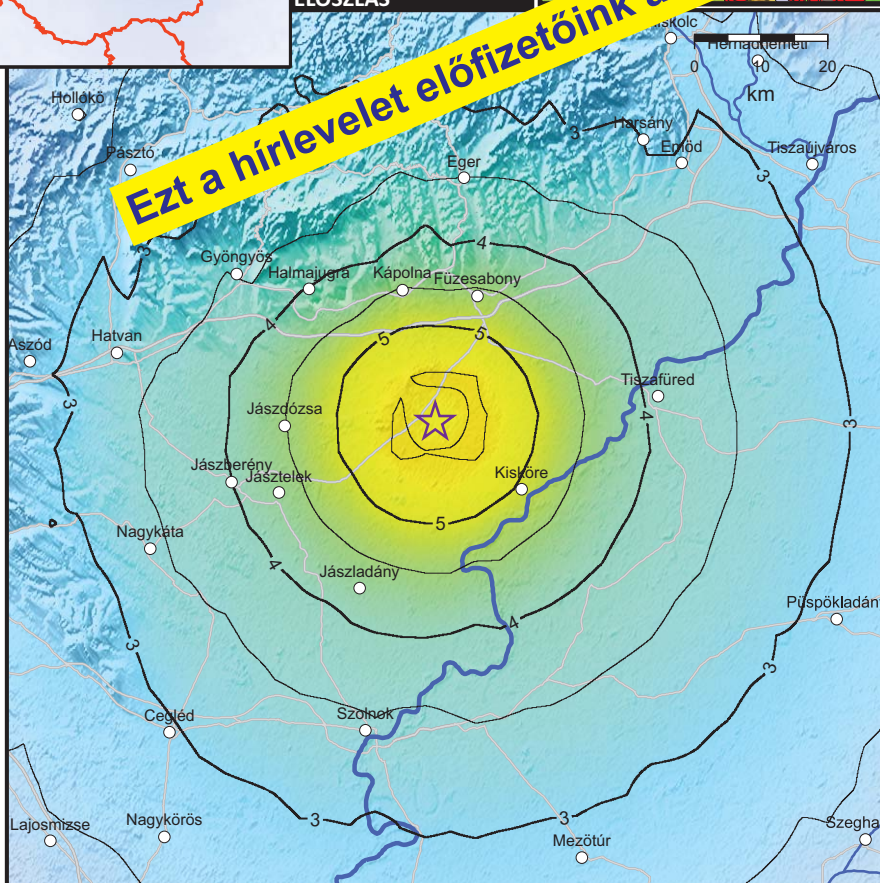 ELOSZLÁS
0 10 20
km
Ezt a hírlevelet előfizetőink
Hernádnémeti
Hollókő
3
Harsány
Emőd
Tiszaújváros
Pásztó
Eger
3
3
4
Gyöngyös
Halmajugra
Kápolna
Füzesabony
4
5
5
Hatvan
Aszód
Tiszafüred
3
4
3
Jászdózsa
Jászberény
Jásztelek
Kisköre
5
Nagykáta
4
Jászladány
4
Püspökladány
3
3
Cegléd
Szolnok
3
3
Lajosmizse
Nagykőrös
Mezőtúr